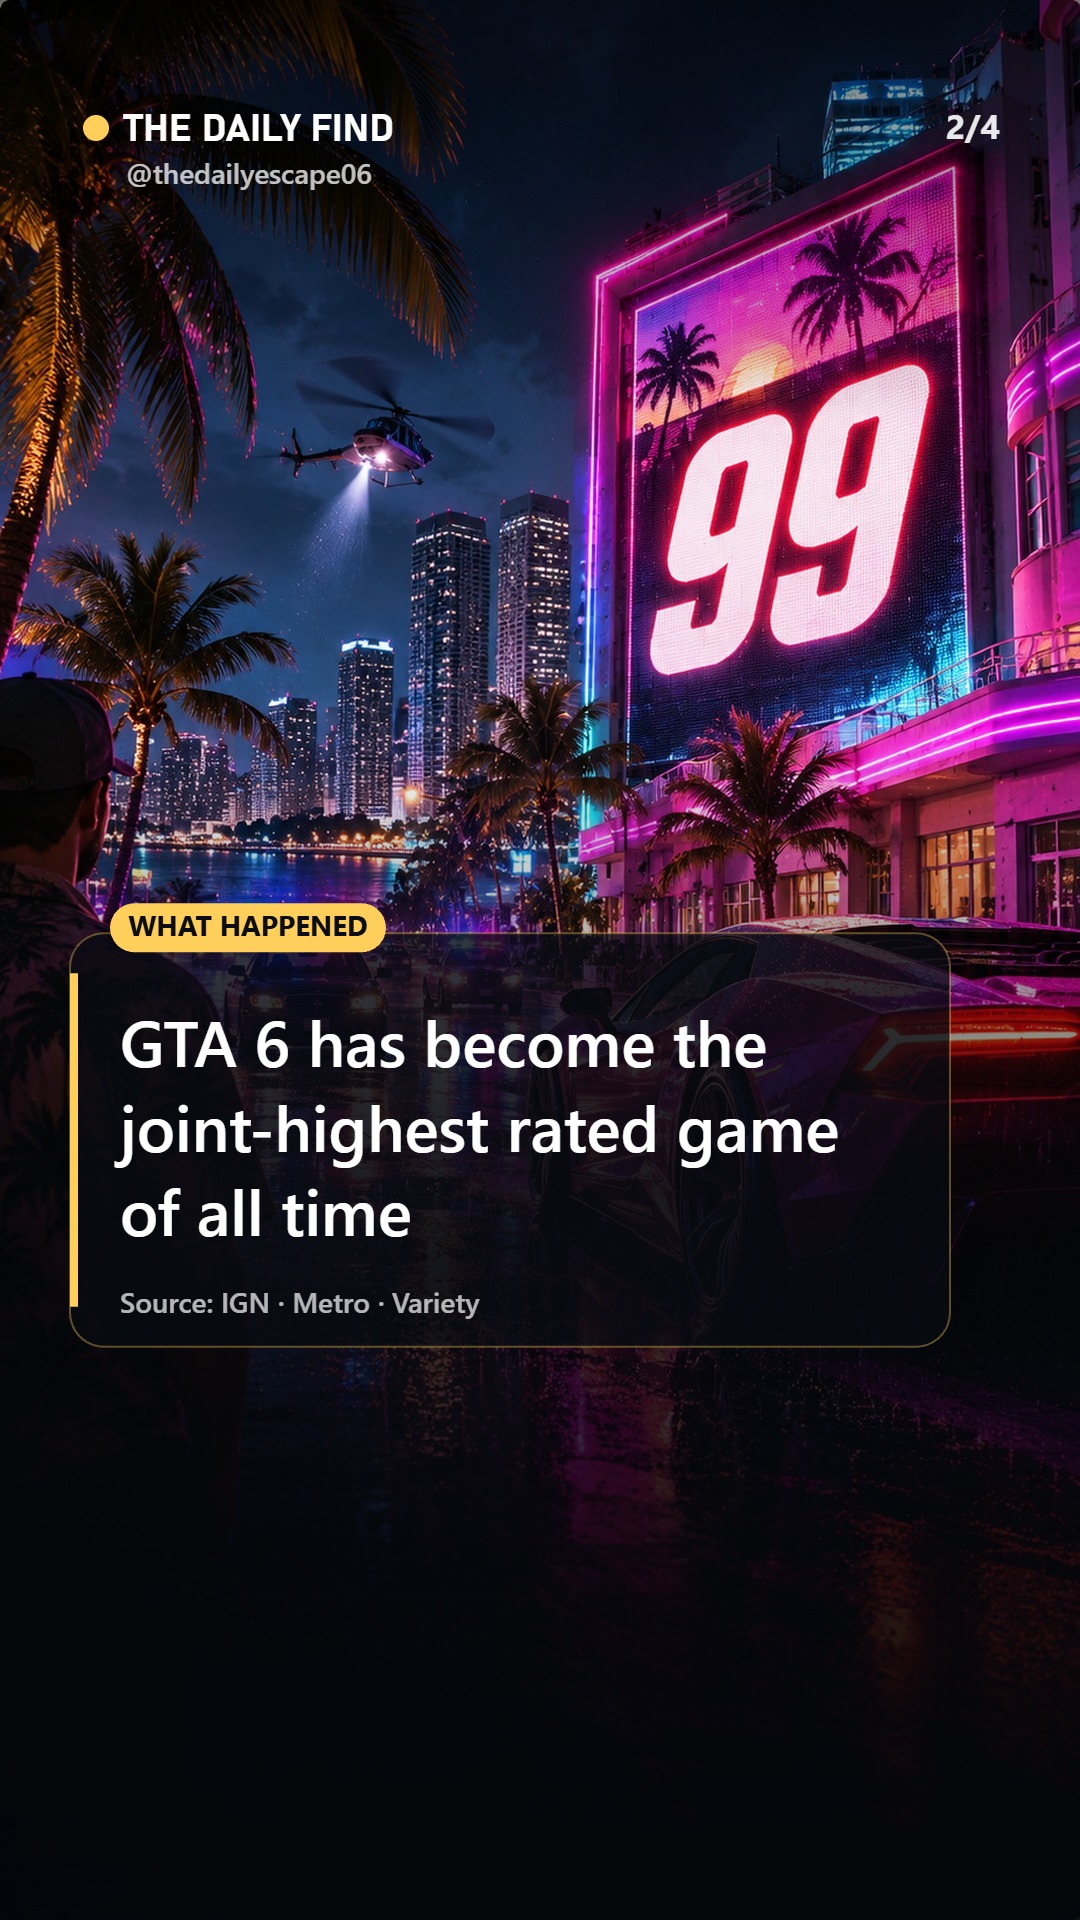 THE DAILY FIND
2/4
@thedailyescape06
99
WHAT HAPPENED
GTA 6 has become the
joint-highest rated game
of all time
Source: IGN · Metro · Variety